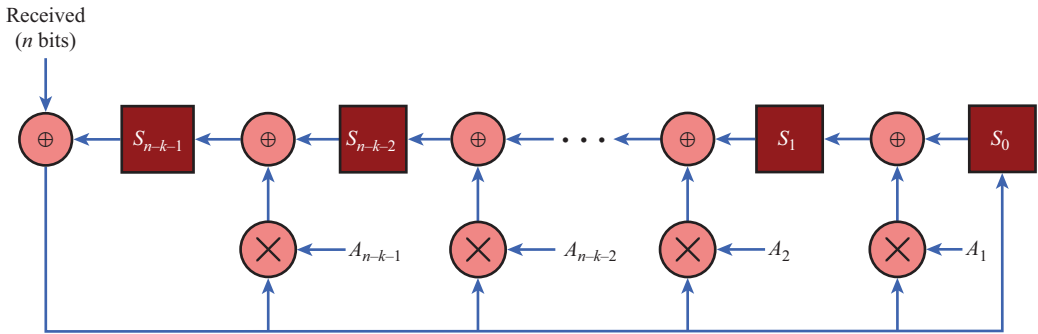 Received
(n bits)
⊕ S_{n–k–1} ⊕ S_{n–k–2} ⊕ • • • ⊕ S_1 ⊕ S_0
× A_{n–k–1} × A_{n–k–2} × A_2 × A_1